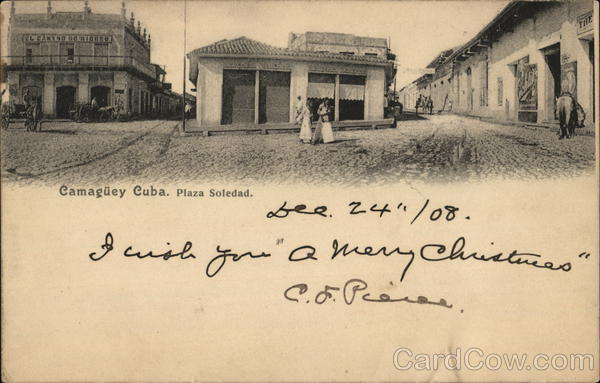 EL CAMINO DE HIERRO
Camagüey Cuba. Plaza Soledad.
Dec. 24"/08.
I wish you "A Merry Christmas"
C. F. Pierce.
CardCow.com